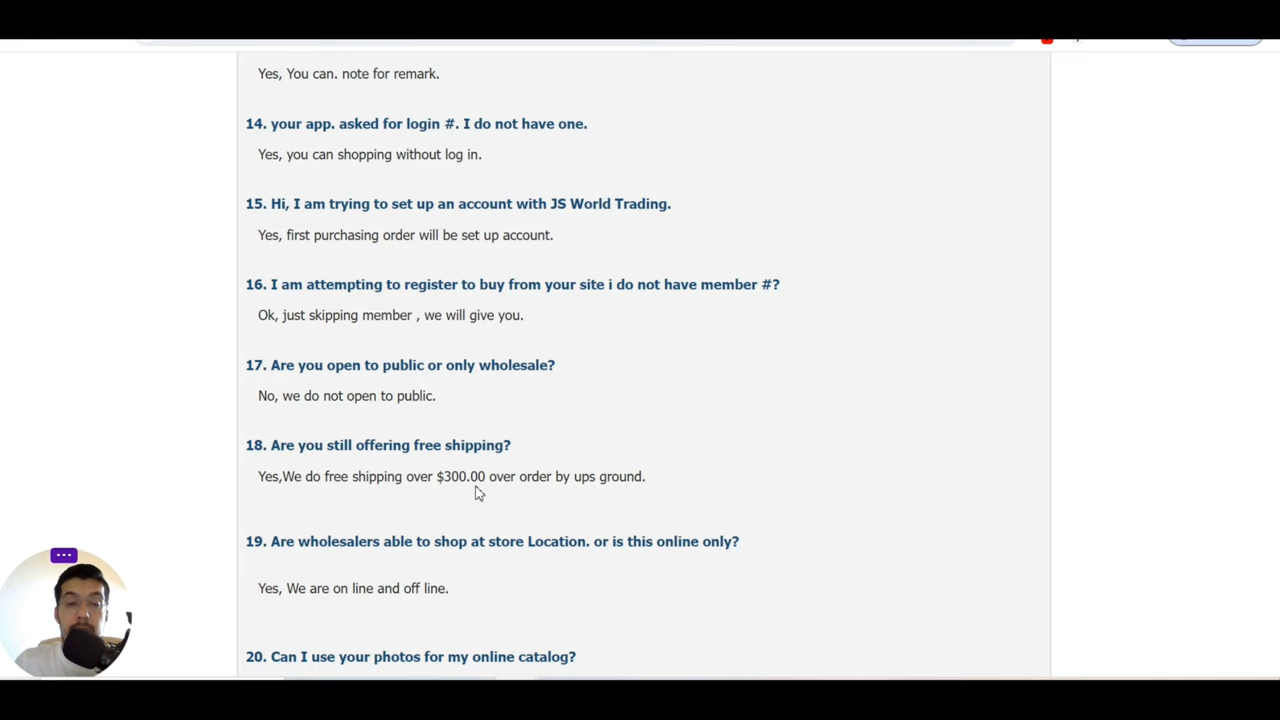 Yes, You can. note for remark.
14. your app. asked for login #. I do not have one.
Yes, you can shopping without log in.
15. Hi, I am trying to set up an account with JS World Trading.
Yes, first purchasing order will be set up account.
16. I am attempting to register to buy from your site i do not have member #?
Ok, just skipping member , we will give you.
17. Are you open to public or only wholesale?
No, we do not open to public.
18. Are you still offering free shipping?
Yes,We do free shipping over $300.00 over order by ups ground.
19. Are wholesalers able to shop at store Location. or is this online only?
Yes, We are on line and off line.
20. Can I use your photos for my online catalog?